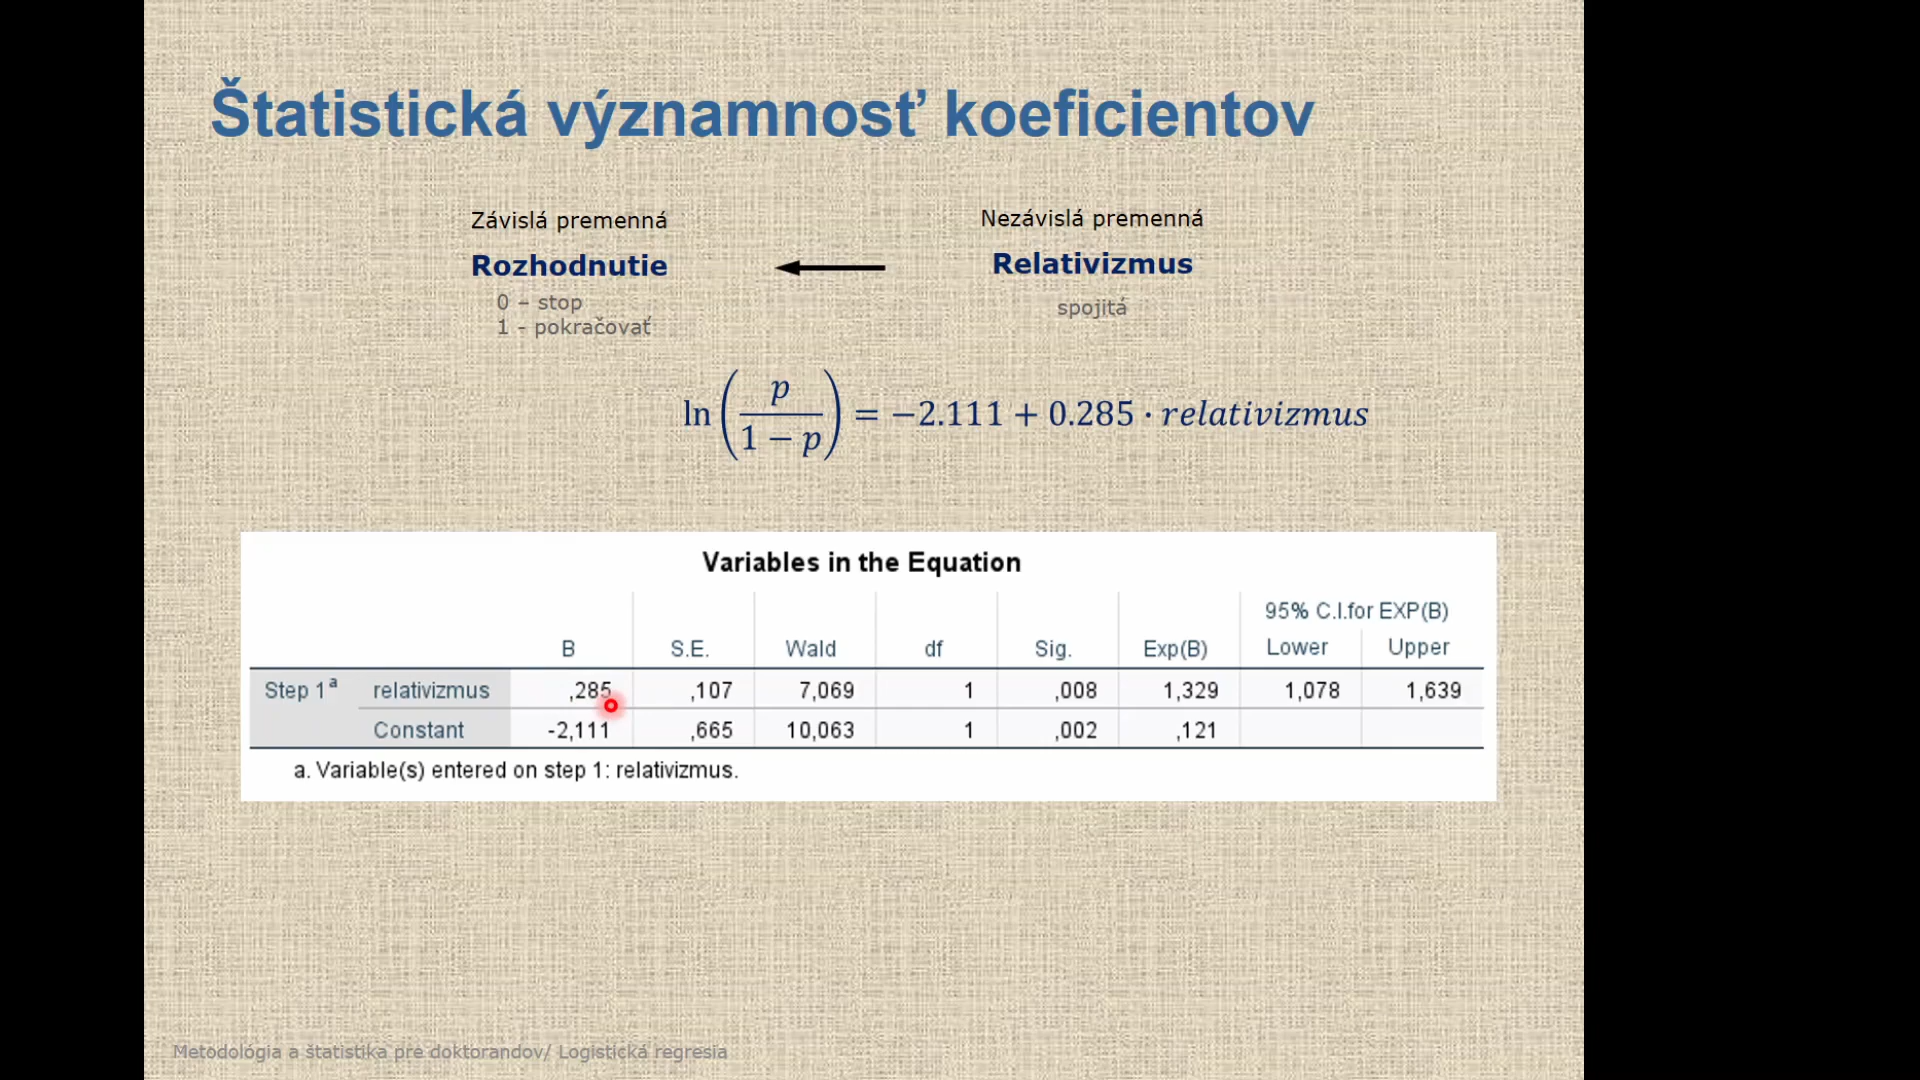 Štatistická významnosť koeficientov
Závislá premenná
Nezávislá premenná
Rozhodnutie
Relativizmus
0 – stop
1 - pokračovať
spojitá
ln(p/(1 − p)) = −2.111 + 0.285 · relativizmus
Variables in the Equation
95% C.I.for EXP(B)
B S.E. Wald df Sig. Exp(B) Lower Upper
Step 1a relativizmus ,285 ,107 7,069 1 ,008 1,329 1,078 1,639
Constant -2,111 ,665 10,063 1 ,002 ,121
a. Variable(s) entered on step 1: relativizmus.
Metodológia a štatistika pre doktorandov/ Logistická regresia